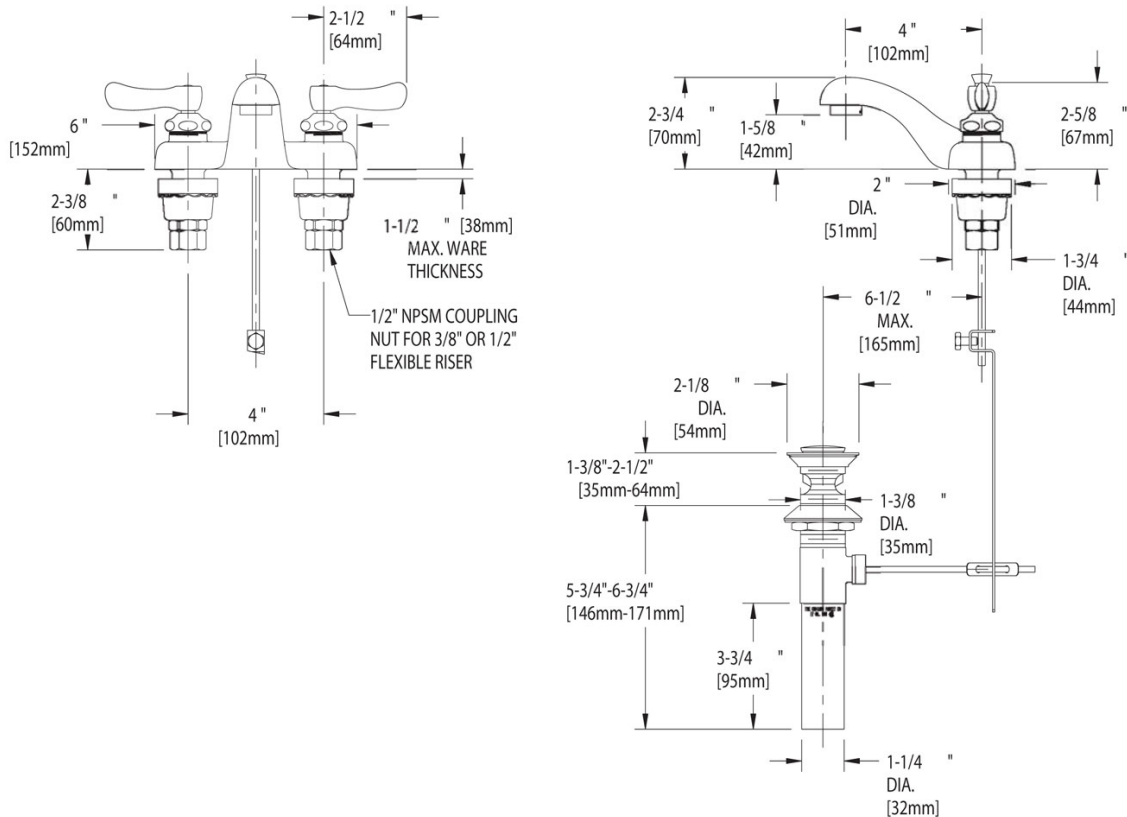 2-1/2 "
[64mm]
6 "
[152mm]
2-3/8 "
[60mm]
1-1/2 " [38mm]
MAX. WARE
THICKNESS
1/2" NPSM COUPLING
NUT FOR 3/8" OR 1/2"
FLEXIBLE RISER
4 "
[102mm]
4 "
[102mm]
2-3/4 "
[70mm]
1-5/8 "
[42mm]
2-5/8 "
[67mm]
2 "
DIA.
[51mm]
1-3/4 "
DIA.
[44mm]
6-1/2 "
MAX.
[165mm]
2-1/8 "
DIA.
[54mm]
1-3/8"-2-1/2"
[35mm-64mm]
1-3/8 "
DIA.
[35mm]
5-3/4"-6-3/4"
[146mm-171mm]
3-3/4 "
[95mm]
1-1/4 "
DIA.
[32mm]